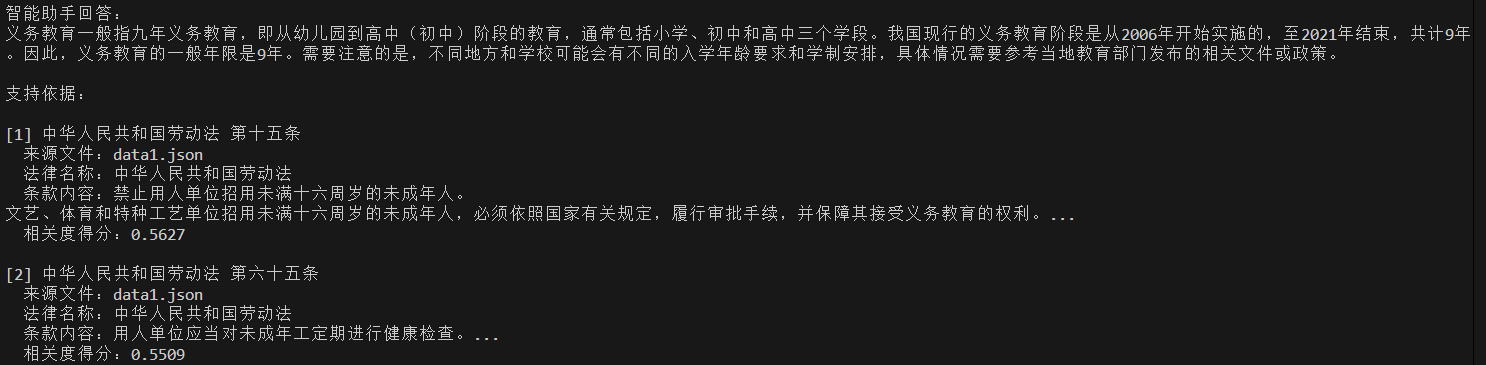 智能助手回答：
义务教育一般指九年义务教育，即从幼儿园到高中（初中）阶段的教育，通常包括小学、初中和高中三个学段。我国现行的义务教育阶段是从2006年开始实施的，至2021年结束，共计9年
。因此，义务教育的一般年限是9年。需要注意的是，不同地方和学校可能会有不同的入学年龄要求和学制安排，具体情况需要参考当地教育部门发布的相关文件或政策。
支持依据：
[1] 中华人民共和国劳动法 第十五条
来源文件：data1.json
法律名称：中华人民共和国劳动法
条款内容：禁止用人单位招用未满十六周岁的未成年人。
文艺、体育和特种工艺单位招用未满十六周岁的未成年人，必须依照国家有关规定，履行审批手续，并保障其接受义务教育的权利。...
相关度得分：0.5627
[2] 中华人民共和国劳动法 第六十五条
来源文件：data1.json
法律名称：中华人民共和国劳动法
条款内容：用人单位应当对未成年工定期进行健康检查。...
相关度得分：0.5509